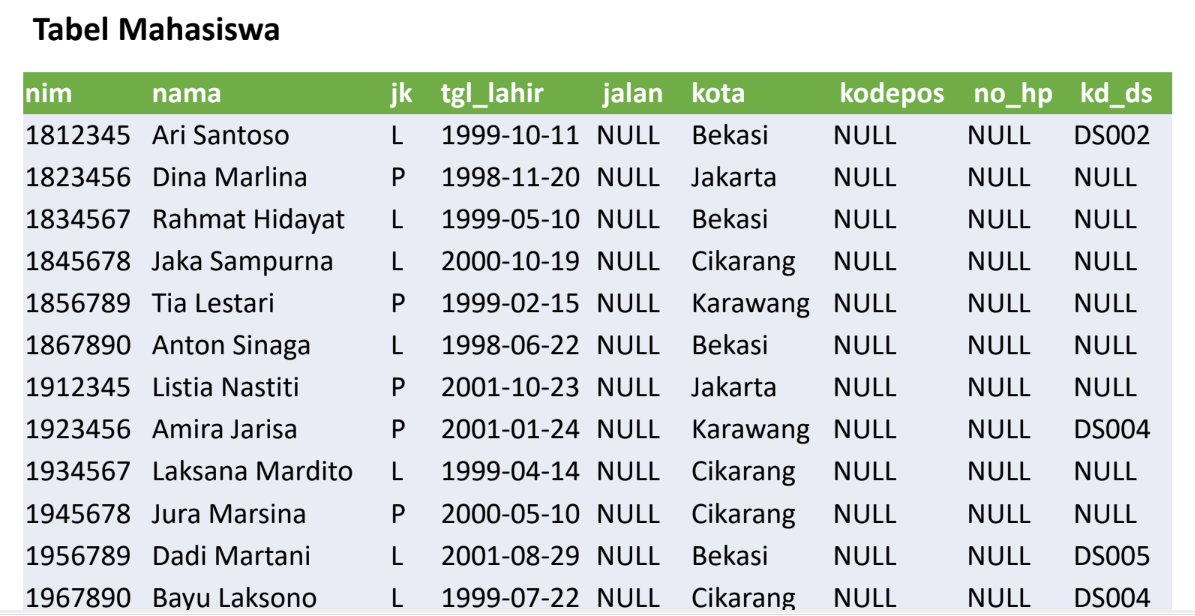 Tabel Mahasiswa
nim nama jk tgl_lahir jalan kota kodepos no_hp kd_ds
1812345 Ari Santoso L 1999-10-11 NULL Bekasi NULL NULL DS002
1823456 Dina Marlina P 1998-11-20 NULL Jakarta NULL NULL NULL
1834567 Rahmat Hidayat L 1999-05-10 NULL Bekasi NULL NULL NULL
1845678 Jaka Sampurna L 2000-10-19 NULL Cikarang NULL NULL NULL
1856789 Tia Lestari P 1999-02-15 NULL Karawang NULL NULL NULL
1867890 Anton Sinaga L 1998-06-22 NULL Bekasi NULL NULL NULL
1912345 Listia Nastiti P 2001-10-23 NULL Jakarta NULL NULL NULL
1923456 Amira Jarisa P 2001-01-24 NULL Karawang NULL NULL DS004
1934567 Laksana Mardito L 1999-04-14 NULL Cikarang NULL NULL NULL
1945678 Jura Marsina P 2000-05-10 NULL Cikarang NULL NULL NULL
1956789 Dadi Martani L 2001-08-29 NULL Bekasi NULL NULL DS005
1967890 Bayu Laksono L 1999-07-22 NULL Cikarang NULL NULL DS004